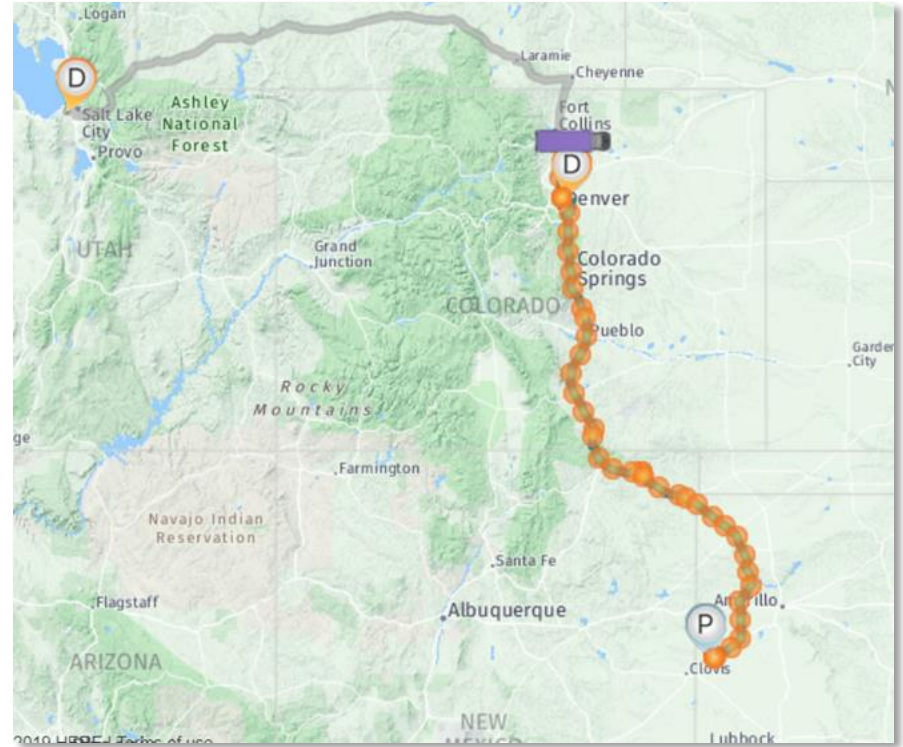 Logan
Laramie
Cheyenne
D
Ashley
National
Forest
Salt Lake
City
Provo
Fort
Collins
D
Denver
UTAH
Grand
Junction
Colorado
Springs
COLORADO
Pueblo
Garden
City
Rocky
Mountains
ge
Farmington
Navajo Indian
Reservation
Santa Fe
Flagstaff
Albuquerque
P
ARIZONA
Clovis
NEW
Lubbock